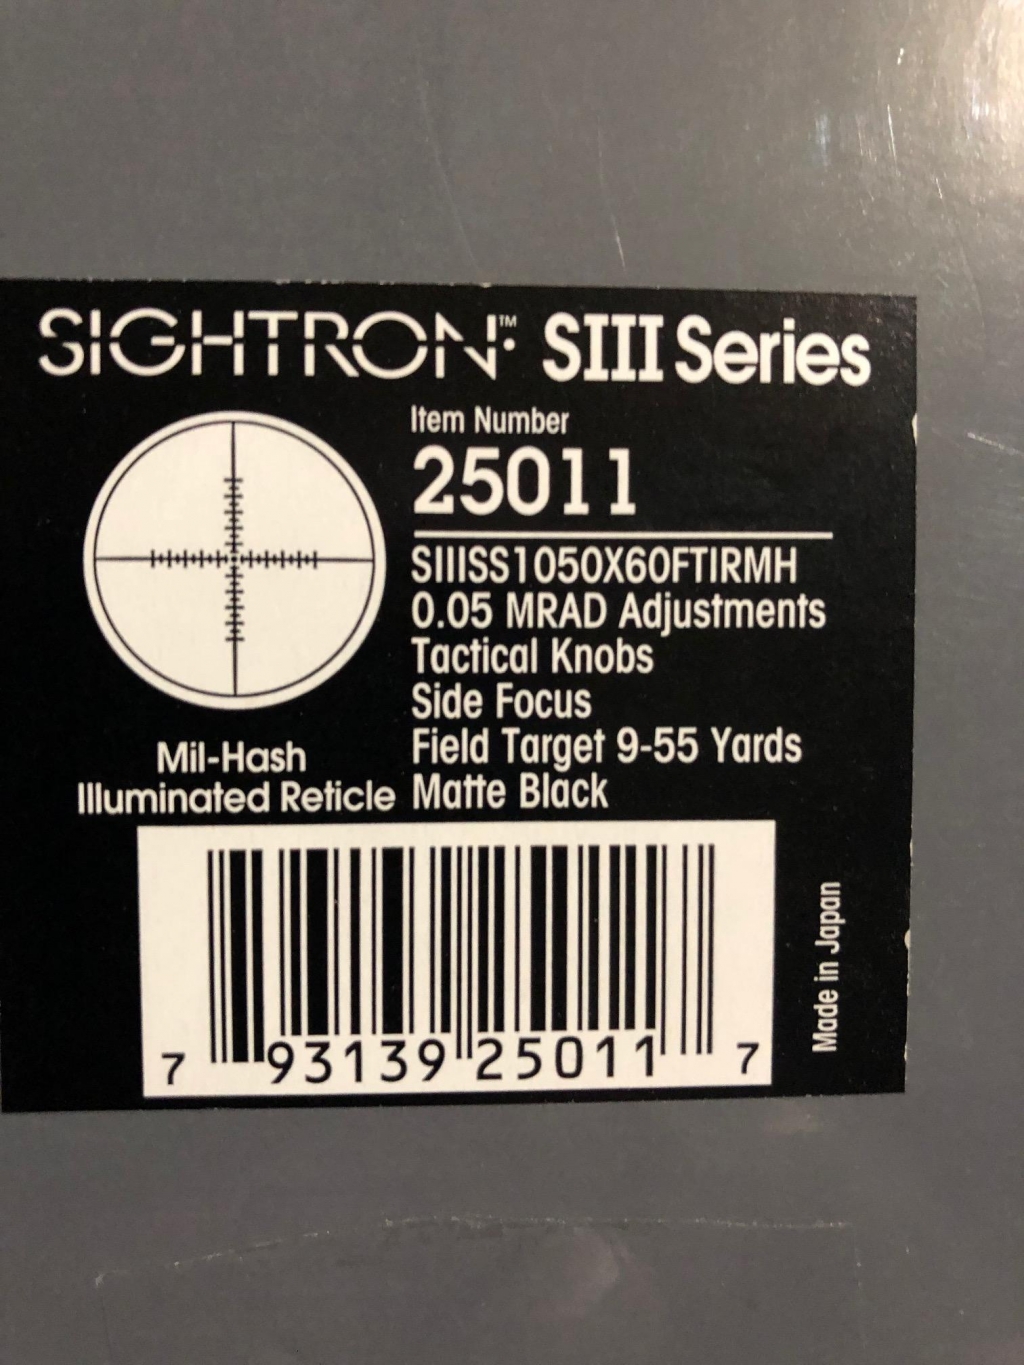 SIGHTRON™ SIII Series
Item Number
25011
SIIISS1050X60FTIRMH
0.05 MRAD Adjustments
Tactical Knobs
Side Focus
Field Target 9-55 Yards
Matte Black
Mil-Hash
Illuminated Reticle
7 93139 25011 7
Made in Japan